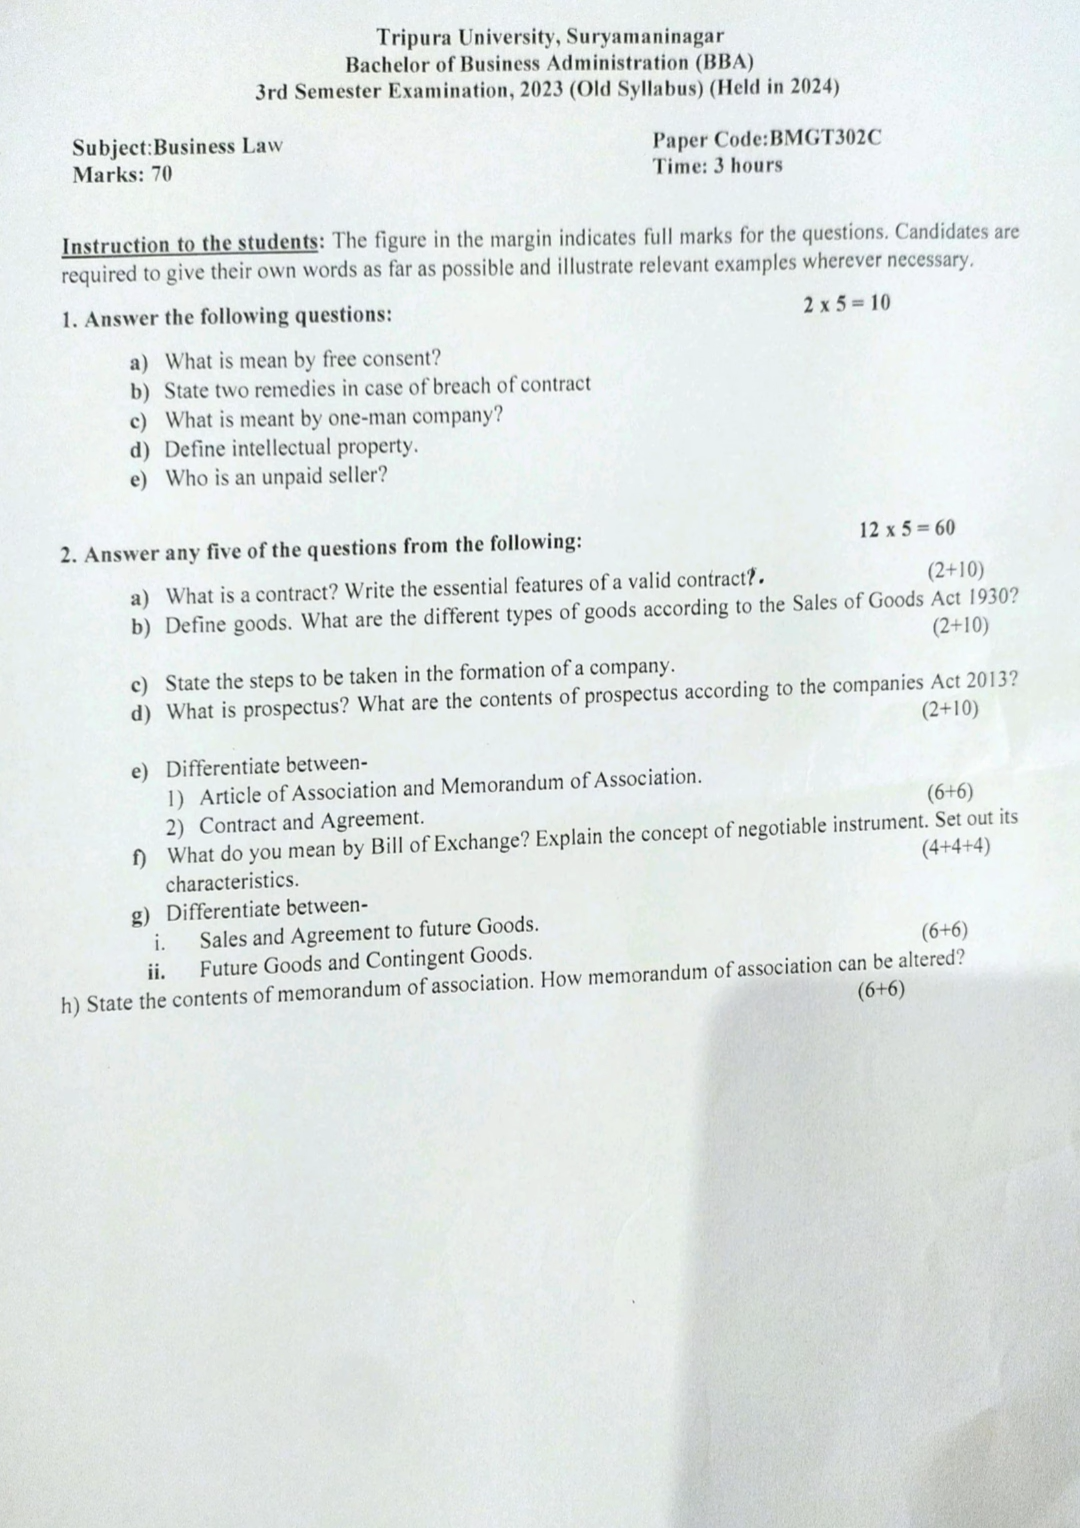 Tripura University, Suryamaninagar
Bachelor of Business Administration (BBA)
3rd Semester Examination, 2023 (Old Syllabus) (Held in 2024)
Subject:Business Law
Paper Code:BMGT302C
Marks: 70
Time: 3 hours
Instruction to the students: The figure in the margin indicates full marks for the questions. Candidates are
required to give their own words as far as possible and illustrate relevant examples wherever necessary.
1. Answer the following questions:
2 x 5 = 10
a) What is mean by free consent?
b) State two remedies in case of breach of contract
c) What is meant by one-man company?
d) Define intellectual property.
e) Who is an unpaid seller?
2. Answer any five of the questions from the following:
12 x 5 = 60
a) What is a contract? Write the essential features of a valid contract?.
(2+10)
b) Define goods. What are the different types of goods according to the Sales of Goods Act 1930?
(2+10)
c) State the steps to be taken in the formation of a company.
d) What is prospectus? What are the contents of prospectus according to the companies Act 2013?
(2+10)
e) Differentiate between-
1) Article of Association and Memorandum of Association.
2) Contract and Agreement.
(6+6)
f) What do you mean by Bill of Exchange? Explain the concept of negotiable instrument. Set out its
characteristics.
(4+4+4)
g) Differentiate between-
i. Sales and Agreement to future Goods.
ii. Future Goods and Contingent Goods.
(6+6)
h) State the contents of memorandum of association. How memorandum of association can be altered?
(6+6)